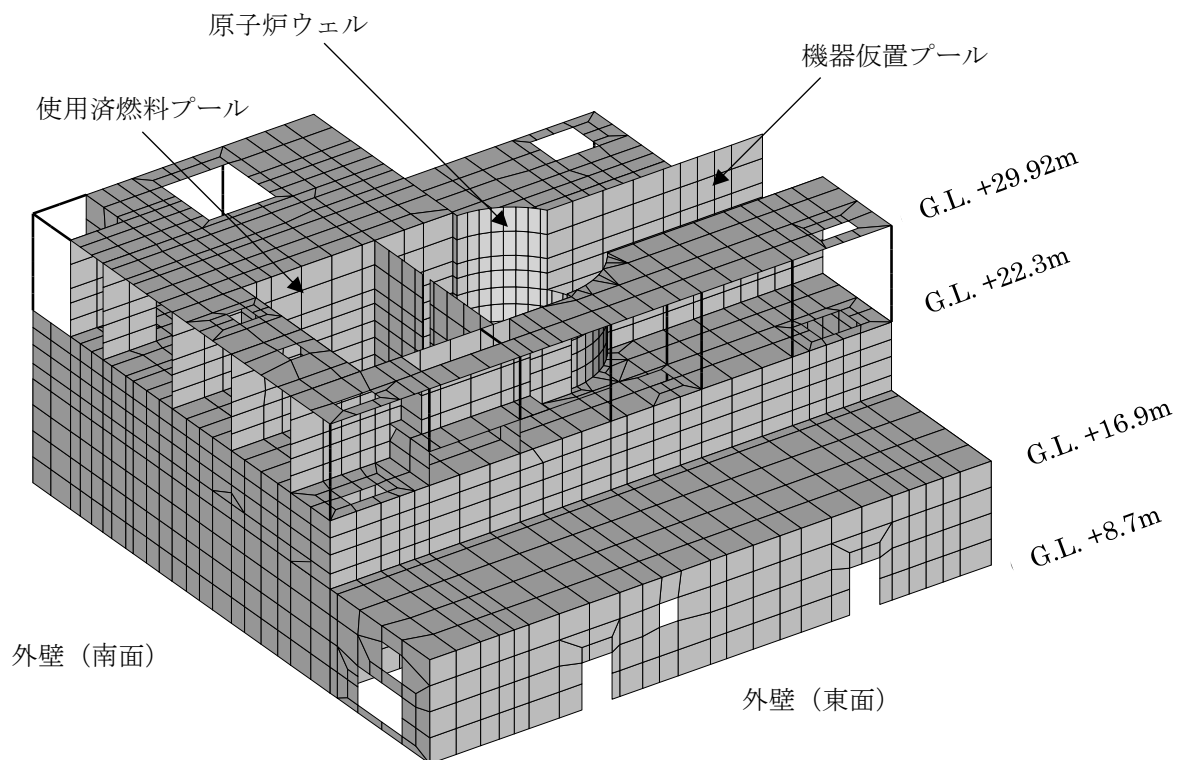 原子炉ウェル
機器仮置プール
使用済燃料プール
G.L. +29.92m
G.L. +22.3m
G.L. +16.9m
G.L. +8.7m
外壁（南面）
外壁（東面）